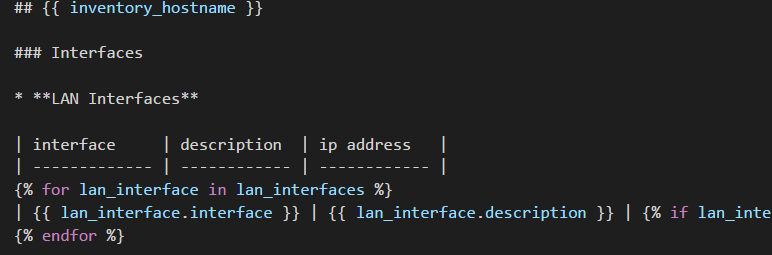 ## {{ inventory_hostname }}
### Interfaces
* **LAN Interfaces**
| interface     | description  | ip address   |
| ------------- | ------------ | ------------ |
{% for lan_interface in lan_interfaces %}
| {{ lan_interface.interface }} | {{ lan_interface.description }} | {% if lan_inte
{% endfor %}